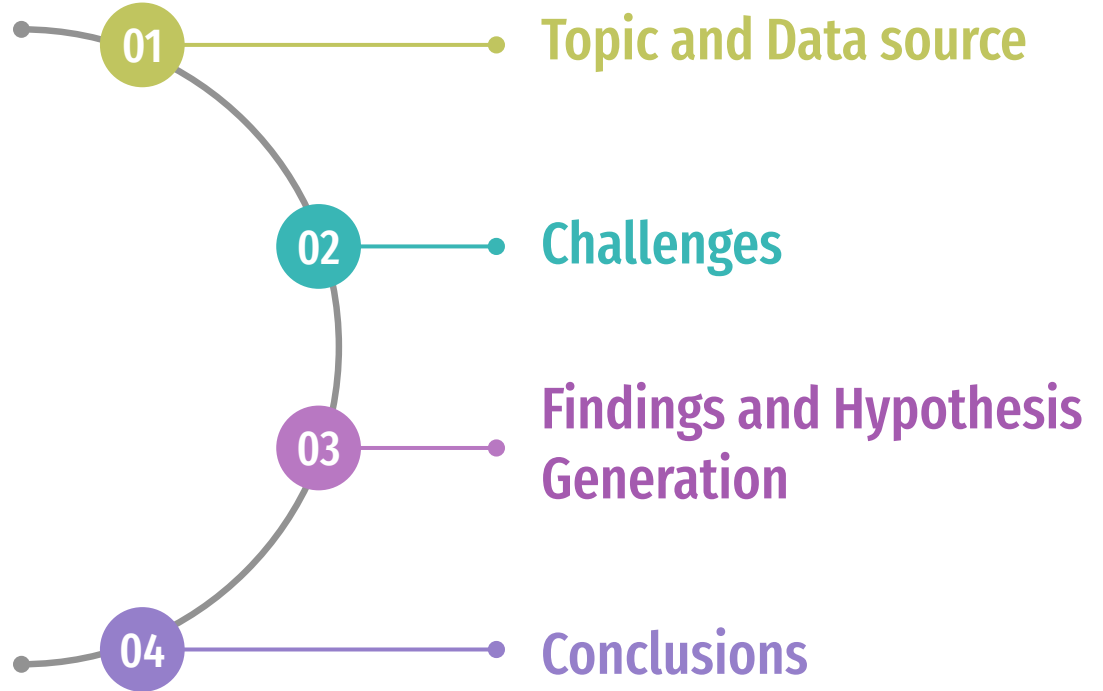 01
Topic and Data source
02
Challenges
03
Findings and Hypothesis
Generation
04
Conclusions